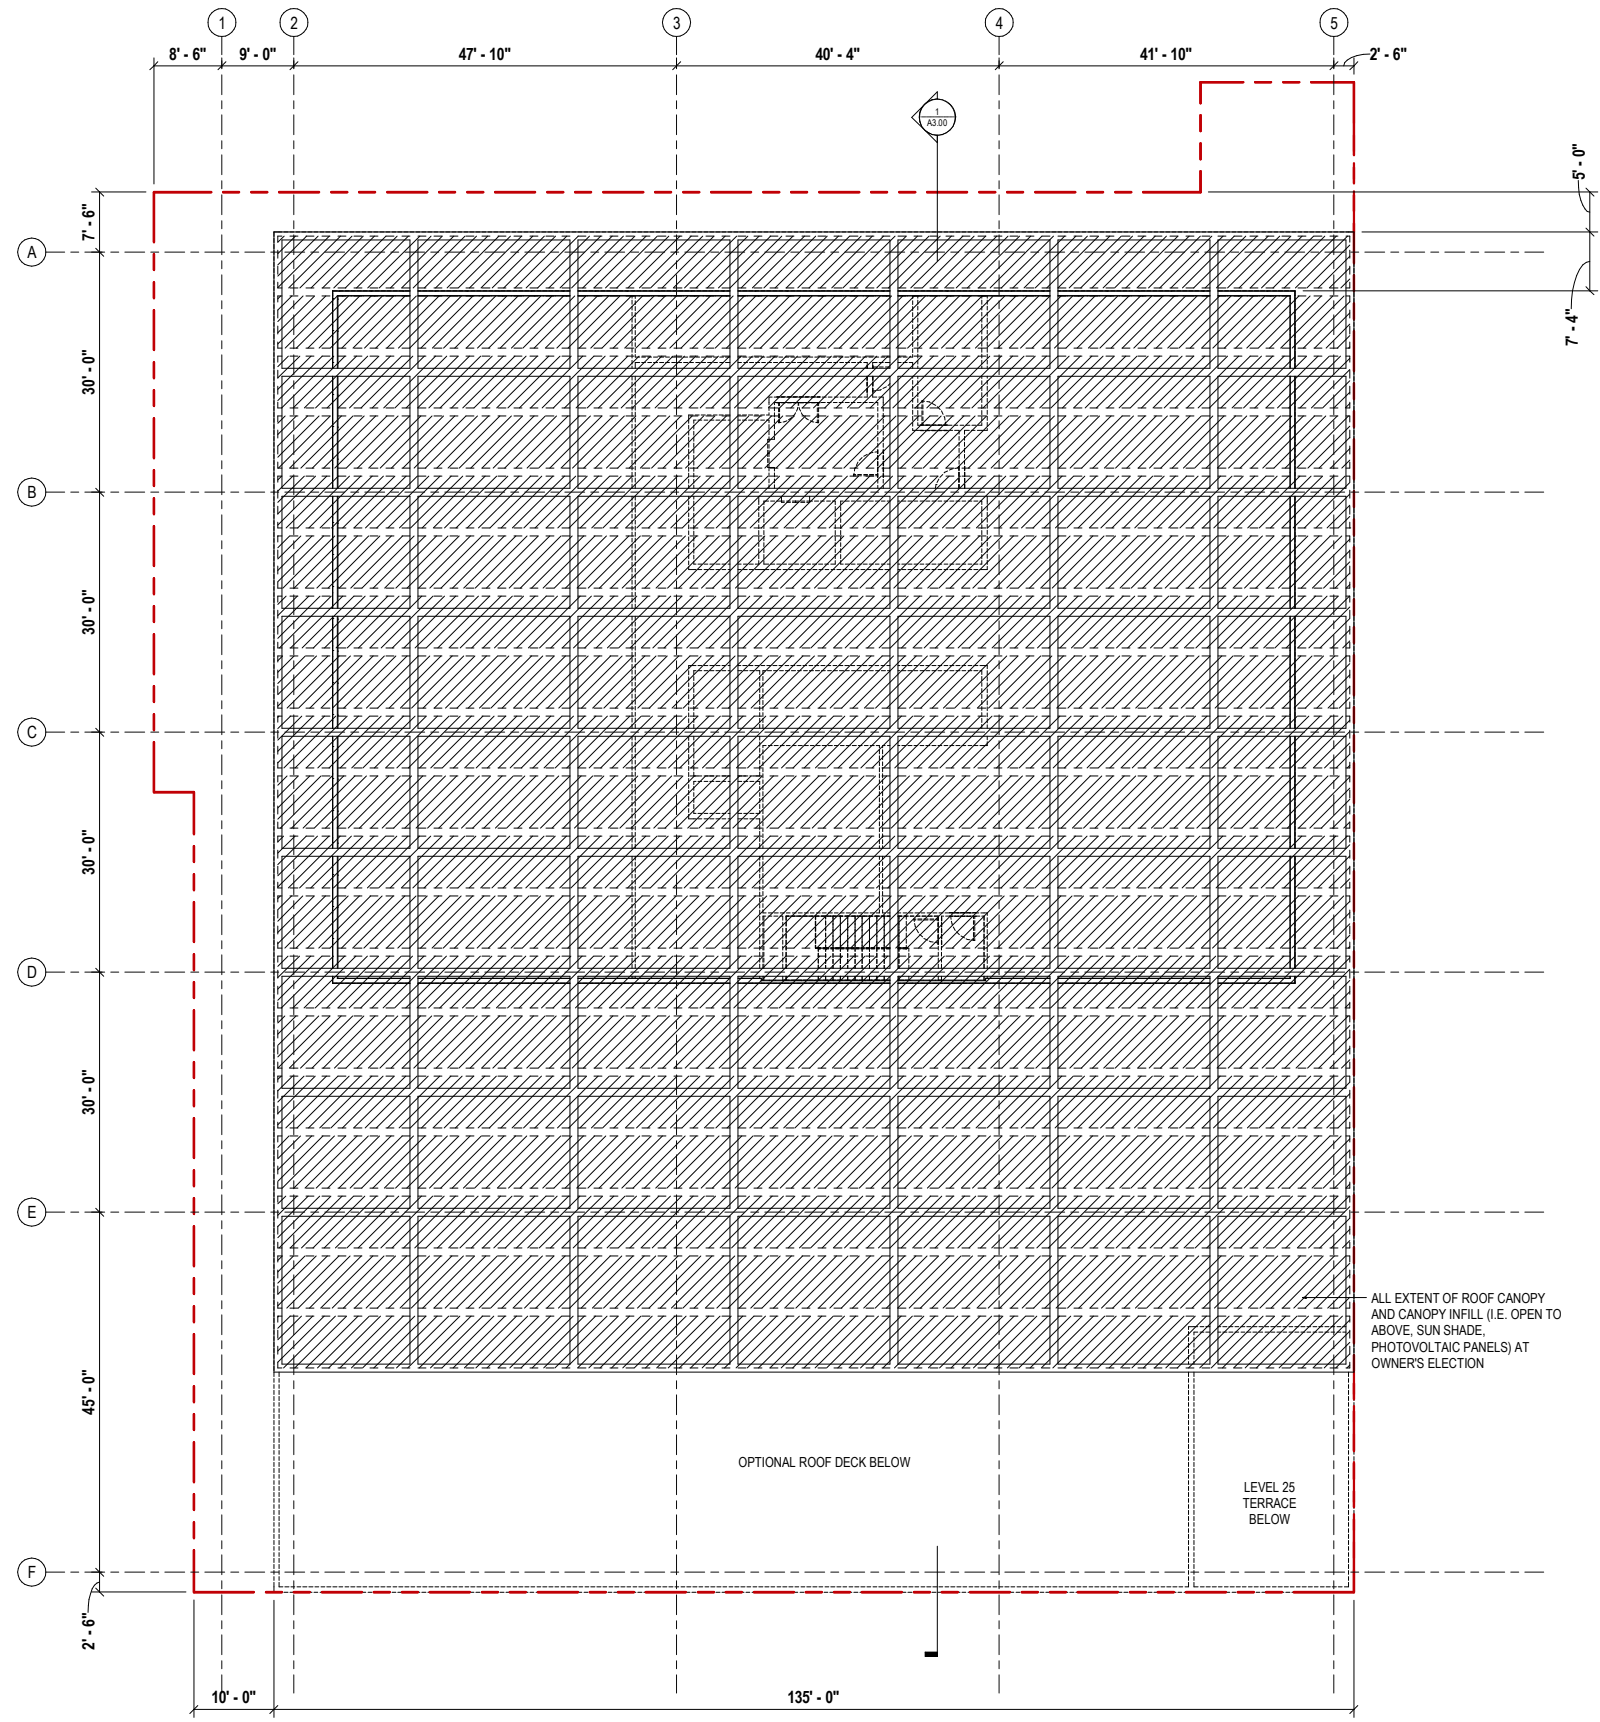 1
2
3
4
5
8' - 6"
9' - 0"
47' - 10"
40' - 4"
41' - 10"
2' - 6"
1
A3.00
5' - 0"
7' - 6"
A
7' - 4"
30' - 0"
B
30' - 0"
C
30' - 0"
D
30' - 0"
E
ALL EXTENT OF ROOF CANOPY
AND CANOPY INFILL (I.E. OPEN TO
ABOVE, SUN SHADE,
PHOTOVOLTAIC PANELS) AT
OWNER'S ELECTION
45' - 0"
OPTIONAL ROOF DECK BELOW
LEVEL 25
TERRACE
BELOW
F
2' - 6"
10' - 0"
135' - 0"